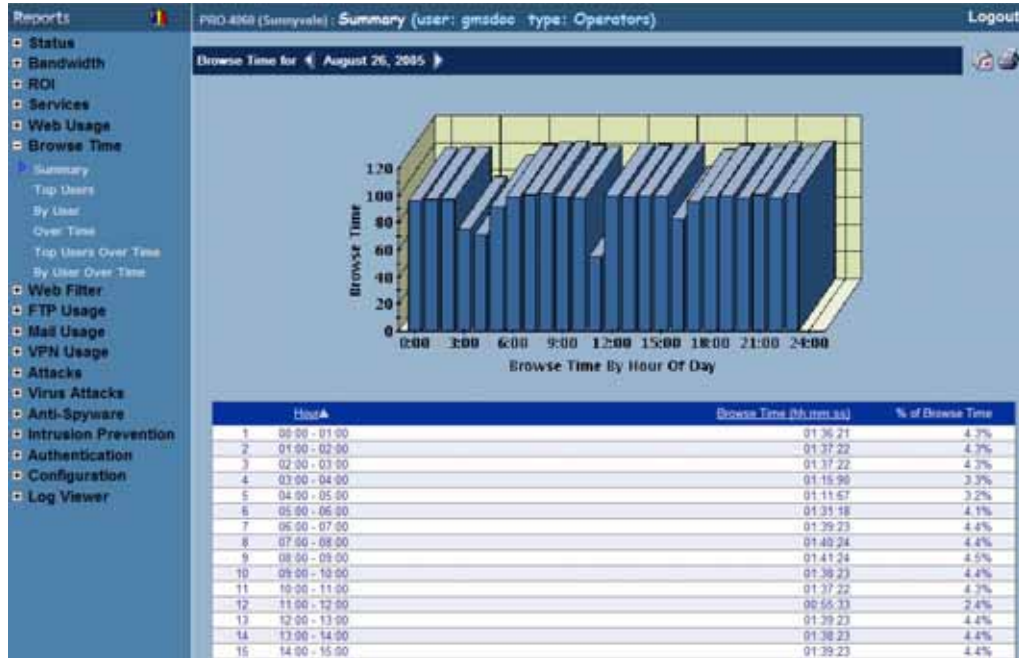 Reports
Status
Bandwidth
ROI
Services
Web Usage
Browse Time
Summary
Top Users
By User
Over Time
Top Users Over Time
By User Over Time
Web Filter
FTP Usage
Mail Usage
VPN Usage
Attacks
Virus Attacks
Anti-Spyware
Intrusion Prevention
Authentication
Configuration
Log Viewer
PRO 4060 (Sunnyvale) : Summary (user: gmsdoc type: Operators) Logout
Browse Time for August 26, 2005
Browse Time
120
100
80
60
40
20
0
0:00 3:00 6:00 9:00 12:00 15:00 18:00 21:00 24:00
Browse Time By Hour Of Day
Hour Browse Time (hh:mm:ss) % of Browse Time
1 00:00 - 01:00 01:36:21 4.3%
2 01:00 - 02:00 01:37:22 4.3%
3 02:00 - 03:00 01:37:22 4.3%
4 03:00 - 04:00 01:15:90 3.3%
5 04:00 - 05:00 01:11:67 3.2%
6 05:00 - 06:00 01:31:18 4.1%
7 06:00 - 07:00 01:39:23 4.4%
8 07:00 - 08:00 01:40:24 4.4%
9 08:00 - 09:00 01:41:24 4.5%
10 09:00 - 10:00 01:38:23 4.4%
11 10:00 - 11:00 01:37:22 4.3%
12 11:00 - 12:00 00:55:33 2.4%
13 12:00 - 13:00 01:39:23 4.4%
14 13:00 - 14:00 01:38:23 4.4%
15 14:00 - 15:00 01:39:23 4.4%